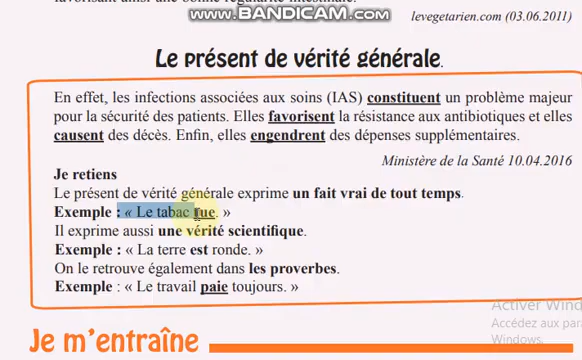 www.BANDICAM.com
levegetarien.com (03.06.2011)
Le présent de vérité générale.
En effet, les infections associées aux soins (IAS) constituent un problème majeur
pour la sécurité des patients. Elles favorisent la résistance aux antibiotiques et elles
causent des décès. Enfin, elles engendrent des dépenses supplémentaires.
Ministère de la Santé 10.04.2016
Je retiens
Le présent de vérité générale exprime un fait vrai de tout temps.
Exemple : « Le tabac tue. »
Il exprime aussi une vérité scientifique.
Exemple : « La terre est ronde. »
On le retrouve également dans les proverbes.
Exemple : « Le travail paie toujours. »
Activer Wind
Accédez aux par
Windows.
Je m’entraîne